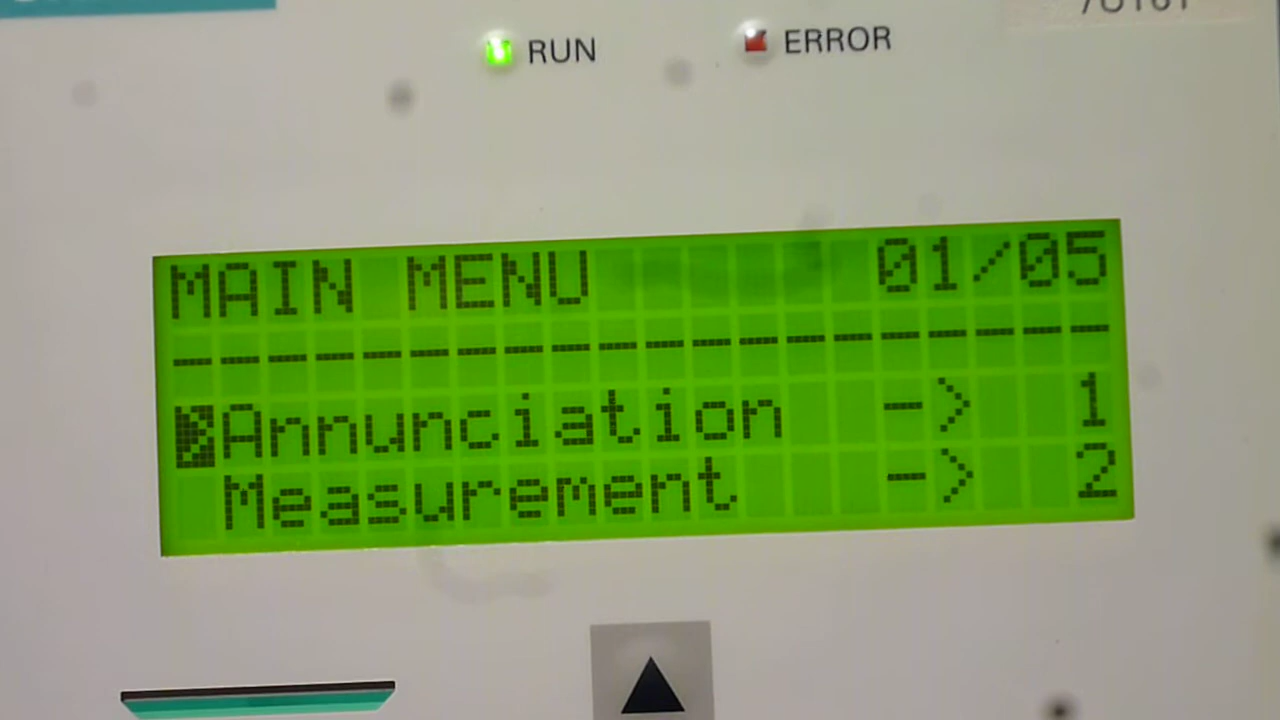 RUN ERROR
MAIN MENU 01/05
--------------------
Annunciation -> 1
Measurement -> 2